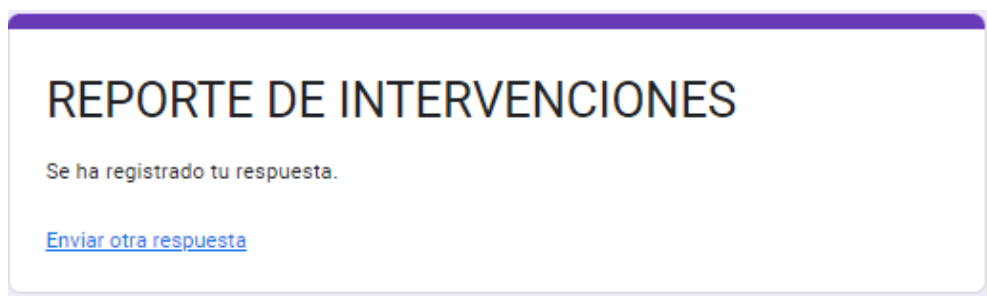 REPORTE DE INTERVENCIONES
Se ha registrado tu respuesta.
Enviar otra respuesta